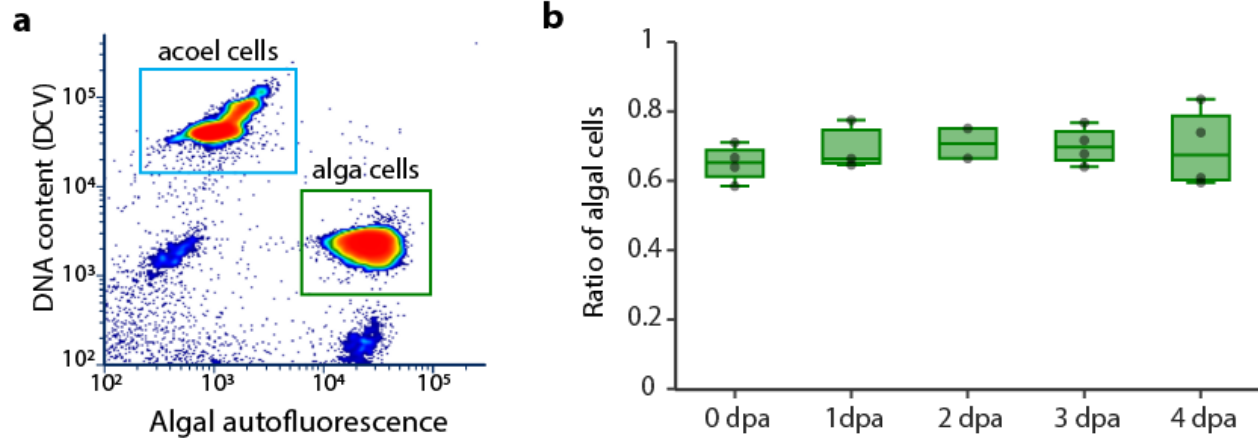 a
acoel cells
alga cells
DNA content (DCV)
10⁵
10⁴
10³
10²
10² 10³ 10⁴ 10⁵
Algal autofluorescence
b
Ratio of algal cells
1
0.8
0.6
0.4
0.2
0
0 dpa 1dpa 2 dpa 3 dpa 4 dpa